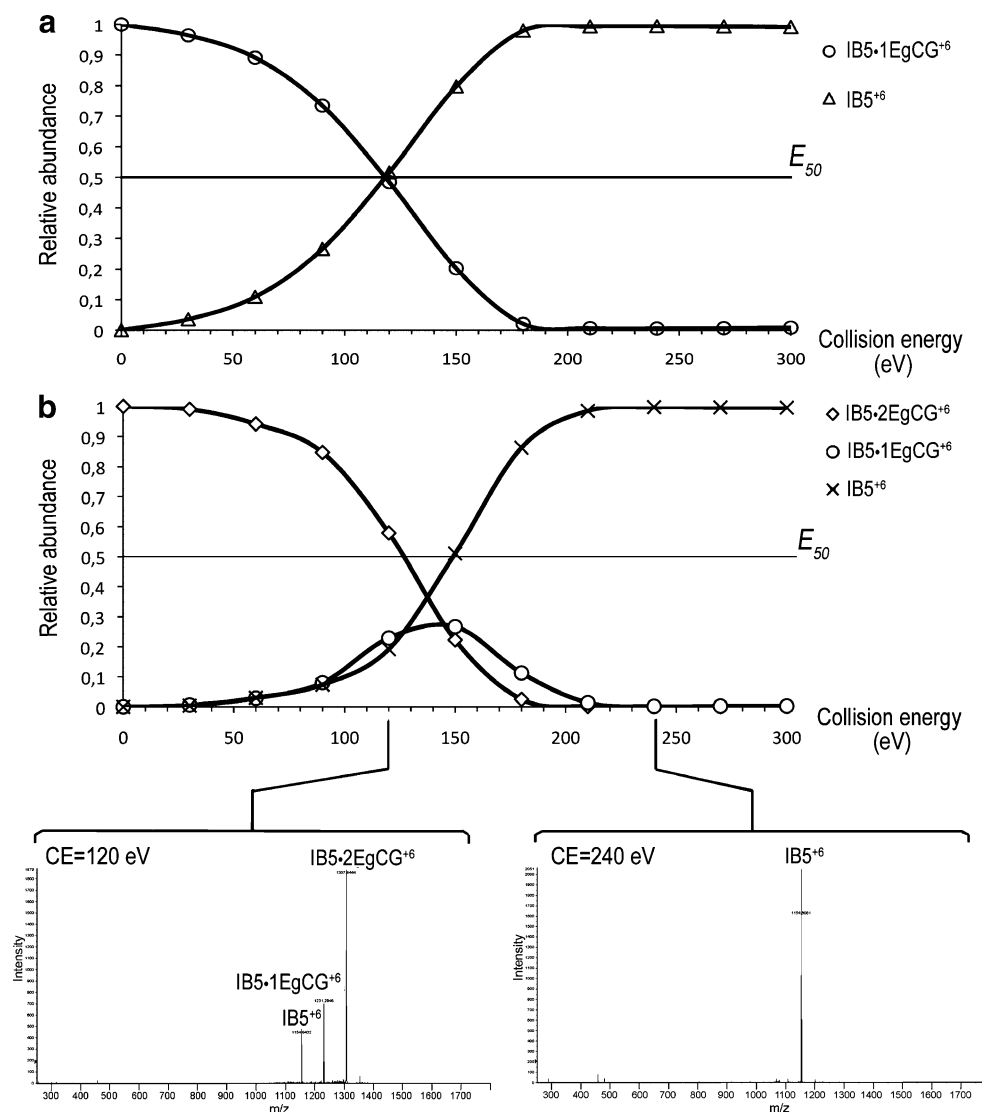 a
1
0,9
0,8
0,7
0,6
0,5
0,4
0,3
0,2
0,1
0
Relative abundance
E50
IB5•1EgCG+6
IB5+6
0 50 100 150 200 250 300
Collision energy
(eV)
b
1
0,9
0,8
0,7
0,6
0,5
0,4
0,3
0,2
0,1
0
Relative abundance
E50
IB5•2EgCG+6
IB5•1EgCG+6
IB5+6
0 50 100 150 200 250 300
Collision energy
(eV)
CE=120 eV
IB5•2EgCG+6
IB5•1EgCG+6
IB5+6
Intensity
300 400 500 600 700 800 900 1000 1100 1200 1300 1400 1500 1600 1700
m/z
CE=240 eV
IB5+6
Intensity
300 400 500 600 700 800 900 1000 1100 1200 1300 1400 1500 1600 1700
m/z